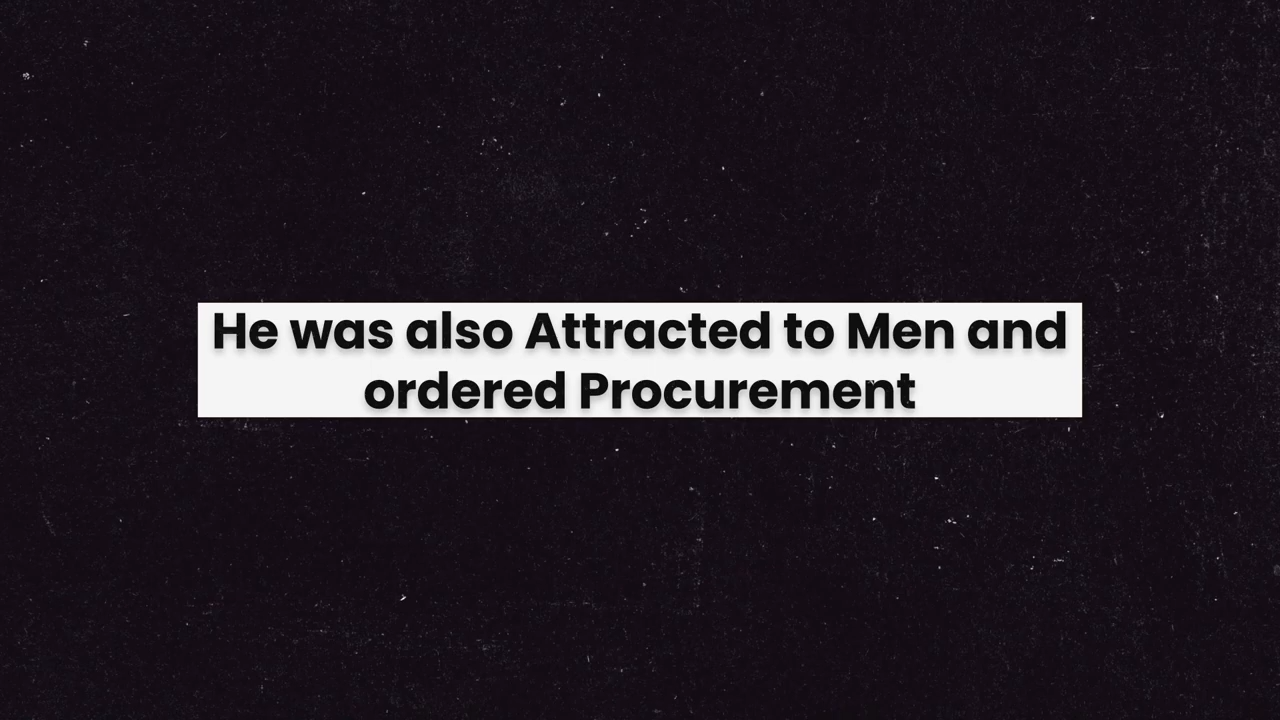 He was also Attracted to Men and
ordered Procurement